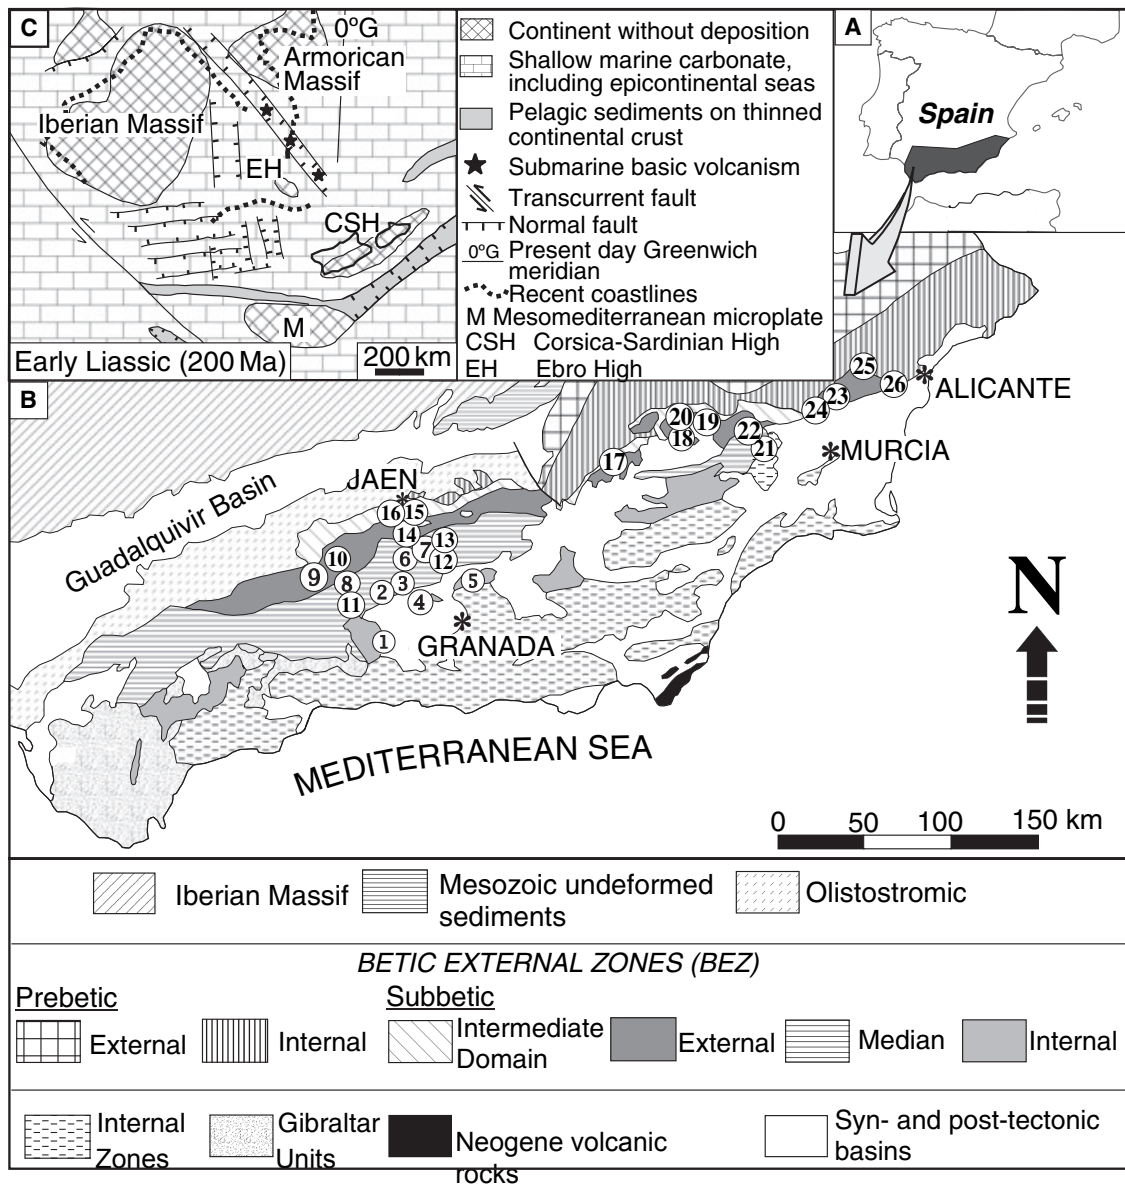 C
0ºG
Armorican
Massif
Iberian Massif
EH
CSH
M
Early Liassic (200 Ma)
200 km
Continent without deposition
Shallow marine carbonate,
including epicontinental seas
Pelagic sediments on thinned
continental crust
Submarine basic volcanism
Transcurrent fault
Normal fault
0ºG Present day Greenwich
meridian
Recent coastlines
M Mesomediterranean microplate
CSH Corsica-Sardinian High
EH Ebro High
A
Spain
B
25
26
ALICANTE
23
24
20
19
18
22
21
MURCIA
17
JAEN
Guadalquivir Basin
16
15
14
13
7
12
6
10
9
8
3
5
2
4
11
1
GRANADA
N
MEDITERRANEAN SEA
0 50 100 150 km
Iberian Massif
Mesozoic undeformed
sediments
Olistostromic
BETIC EXTERNAL ZONES (BEZ)
Prebetic
Subbetic
External
Internal
Intermediate
Domain
External
Median
Internal
Internal
Zones
Gibraltar
Units
Neogene volcanic
rocks
Syn- and post-tectonic
basins